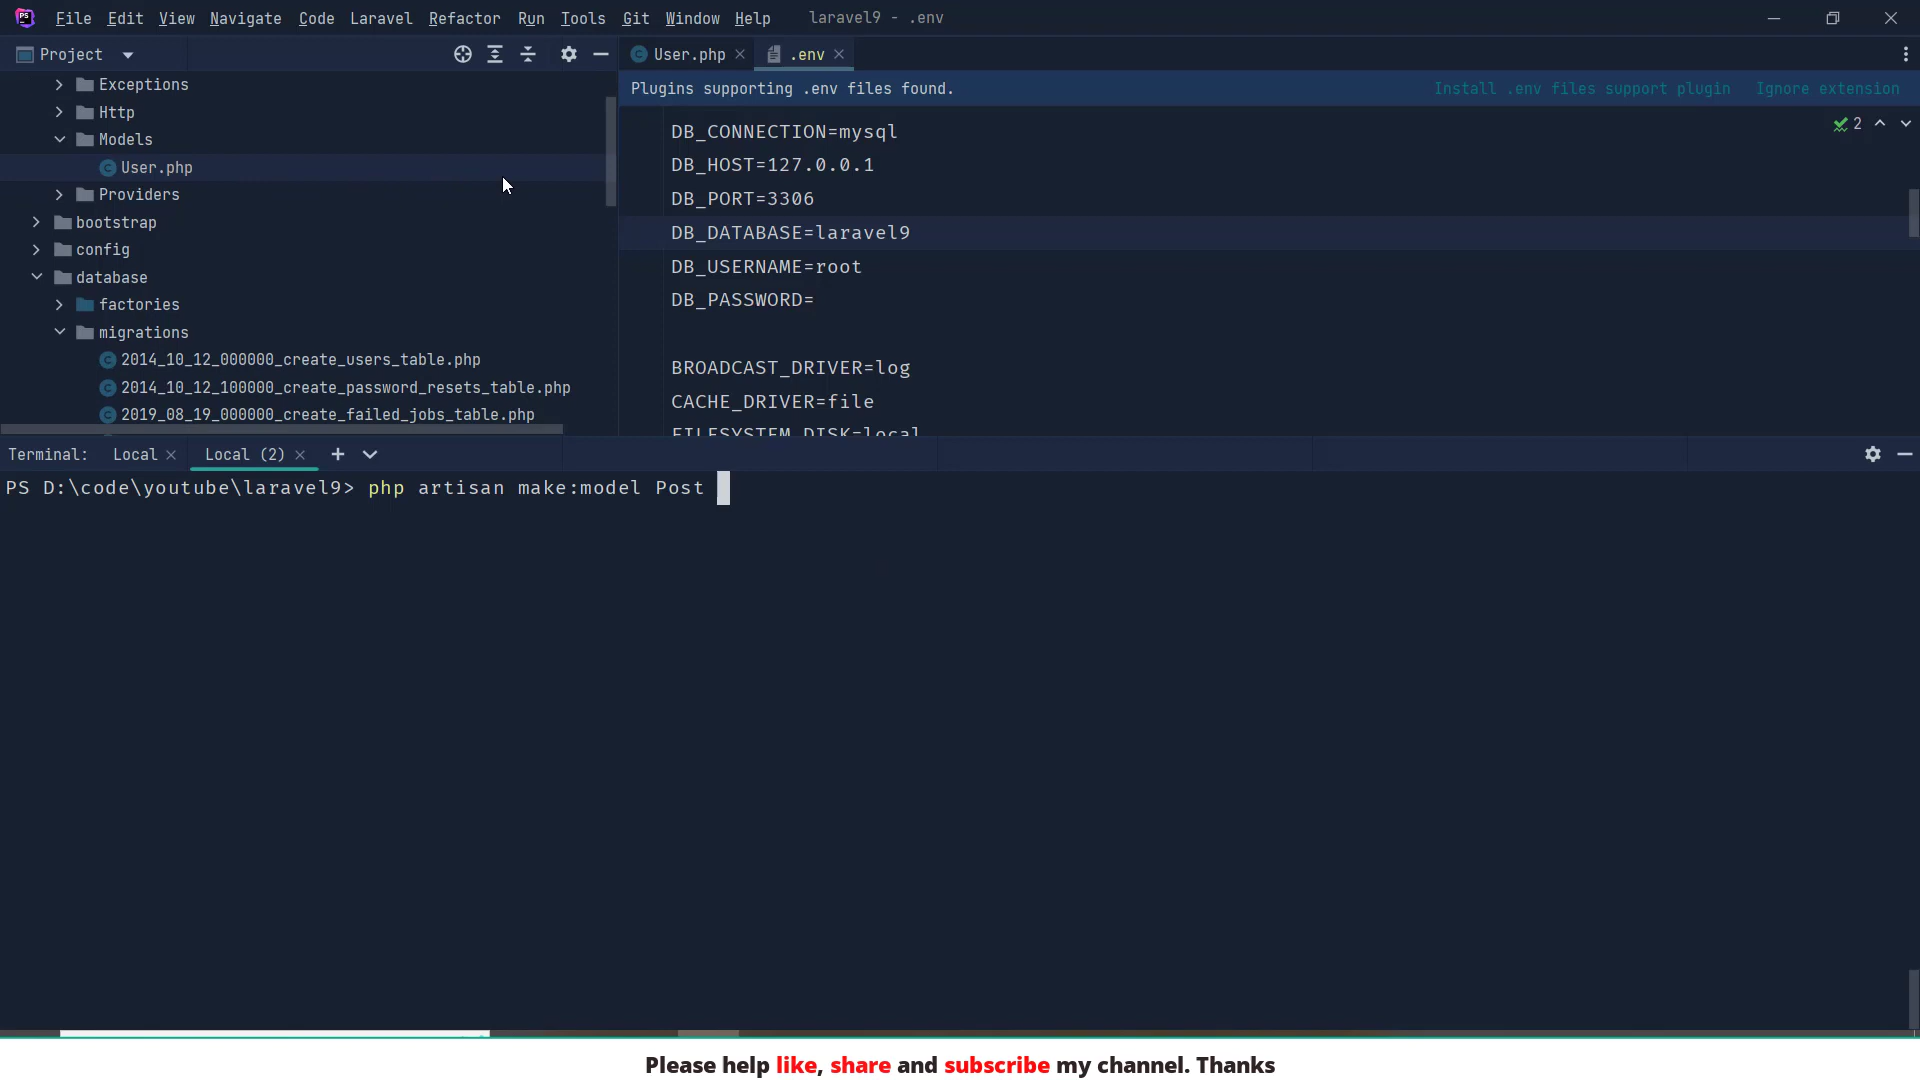 PS File Edit View Navigate Code Laravel Refactor Run Tools Git Window Help laravel9 - .env
Project
User.php
.env
Exceptions
Http
Models
User.php
Providers
bootstrap
config
database
factories
migrations
2014_10_12_000000_create_users_table.php
2014_10_12_100000_create_password_resets_table.php
2019_08_19_000000_create_failed_jobs_table.php
Plugins supporting .env files found. Install .env files support plugin Ignore extension
2
DB_CONNECTION=mysql
DB_HOST=127.0.0.1
DB_PORT=3306
DB_DATABASE=laravel9
DB_USERNAME=root
DB_PASSWORD=
BROADCAST_DRIVER=log
CACHE_DRIVER=file
FILESYSTEM_DISK=local
Terminal: Local Local (2)
PS D:\code\youtube\laravel9> php artisan make:model Post
Please help like, share and subscribe my channel. Thanks